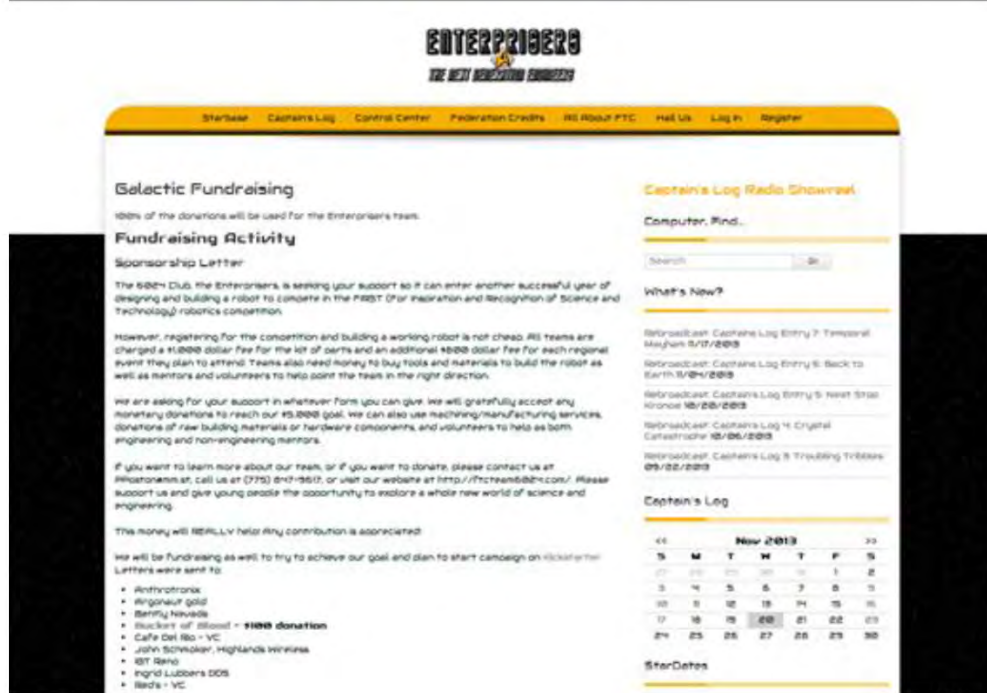 ENTERPRISERS
THE NEXT GENERATION ENGINEERS
Starbase Captain's Log Control Center Federation Credits All About FTC Hail Us Log In Register
Galactic Fundraising
100% of the donations will be used for the Enterprisers team.
Fundraising Activity
Sponsorship Letter
The 6024 Club, the Enterprisers, is seeking your support so it can enter another successful year of
designing and building a robot to compete in the FIRST (For Inspiration and Recognition of Science and
Technology) robotics competition.
However, registering for the competition and building a working robot is not cheap. All teams are
charged a $1,000 dollar fee for the kit of parts and an additional $500 dollar fee for each regional
event they plan to attend. Teams also need money to buy tools and materials to build the robot as
well as mentors and volunteers to help point the team in the right direction.
We are asking for your support in whatever form you can give. We will gratefully accept any
monetary donations to reach our $5,000 goal. We can also use machining/manufacturing services,
donations of raw building materials or hardware components, and volunteers to help as both
engineering and non-engineering mentors.
If you want to learn more about our team, or if you want to donate, please contact us at
call us at (775) 847-9617, or visit our website at http://ftcteam6024.com/. Please
support us and give young people the opportunity to explore a whole new world of science and
engineering.
This money will REALLY help! Any contribution is appreciated!
We will be fundraising as well to try to achieve our goal and plan to start campaign on Kickstarter
Letters were sent to:
Anthrotronix
Argonaut gold
Bently Nevada
Bucket of Blood - $100 donation
Cafe Del Rio - VC
John Schmoker, Highlands Wireless
IGT Reno
Ingrid Lubbers DDS
Red's - VC
Captain's Log Radio Showreel
Computer, Find...
Search Go
What's New?
Rebroadcast: Captains Log Entry 7: Temporal
Mayhem 11/17/2013
Rebroadcast: Captains Log Entry 6: Back to
Earth 11/04/2013
Rebroadcast: Captain's Log Entry 5: Next Stop
Kronos 10/20/2013
Rebroadcast: Captain's Log 4: Crystal
Catastrophe 10/06/2013
Rebroadcast: Captain's Log 3: Troubling Tribbles
09/22/2013
Captain's Log
<< Nov 2013 >>
S M T W T F S
27 28 29 30 31 1 2
3 4 5 6 7 8 9
10 11 12 13 14 15 16
17 18 19 20 21 22 23
24 25 26 27 28 29 30
StarDates